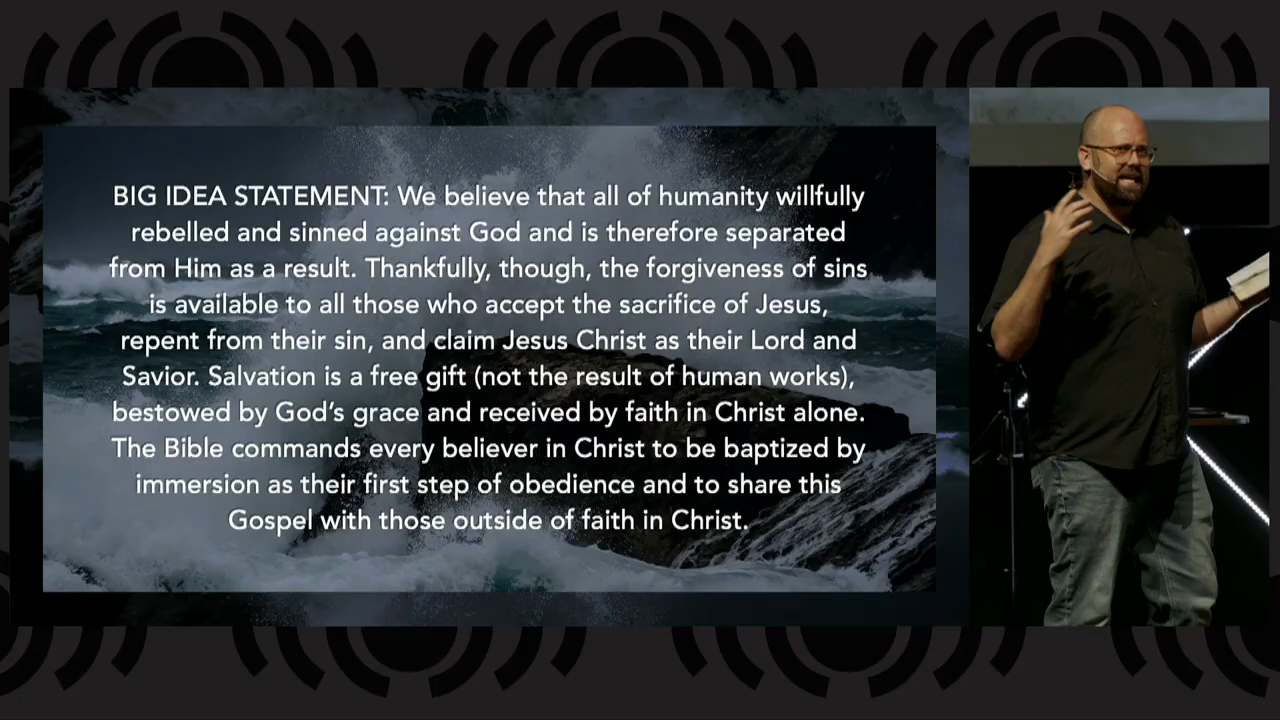 BIG IDEA STATEMENT: We believe that all of humanity willfully
rebelled and sinned against God and is therefore separated
from Him as a result. Thankfully, though, the forgiveness of sins
is available to all those who accept the sacrifice of Jesus,
repent from their sin, and claim Jesus Christ as their Lord and
Savior. Salvation is a free gift (not the result of human works),
bestowed by God’s grace and received by faith in Christ alone.
The Bible commands every believer in Christ to be baptized by
immersion as their first step of obedience and to share this
Gospel with those outside of faith in Christ.